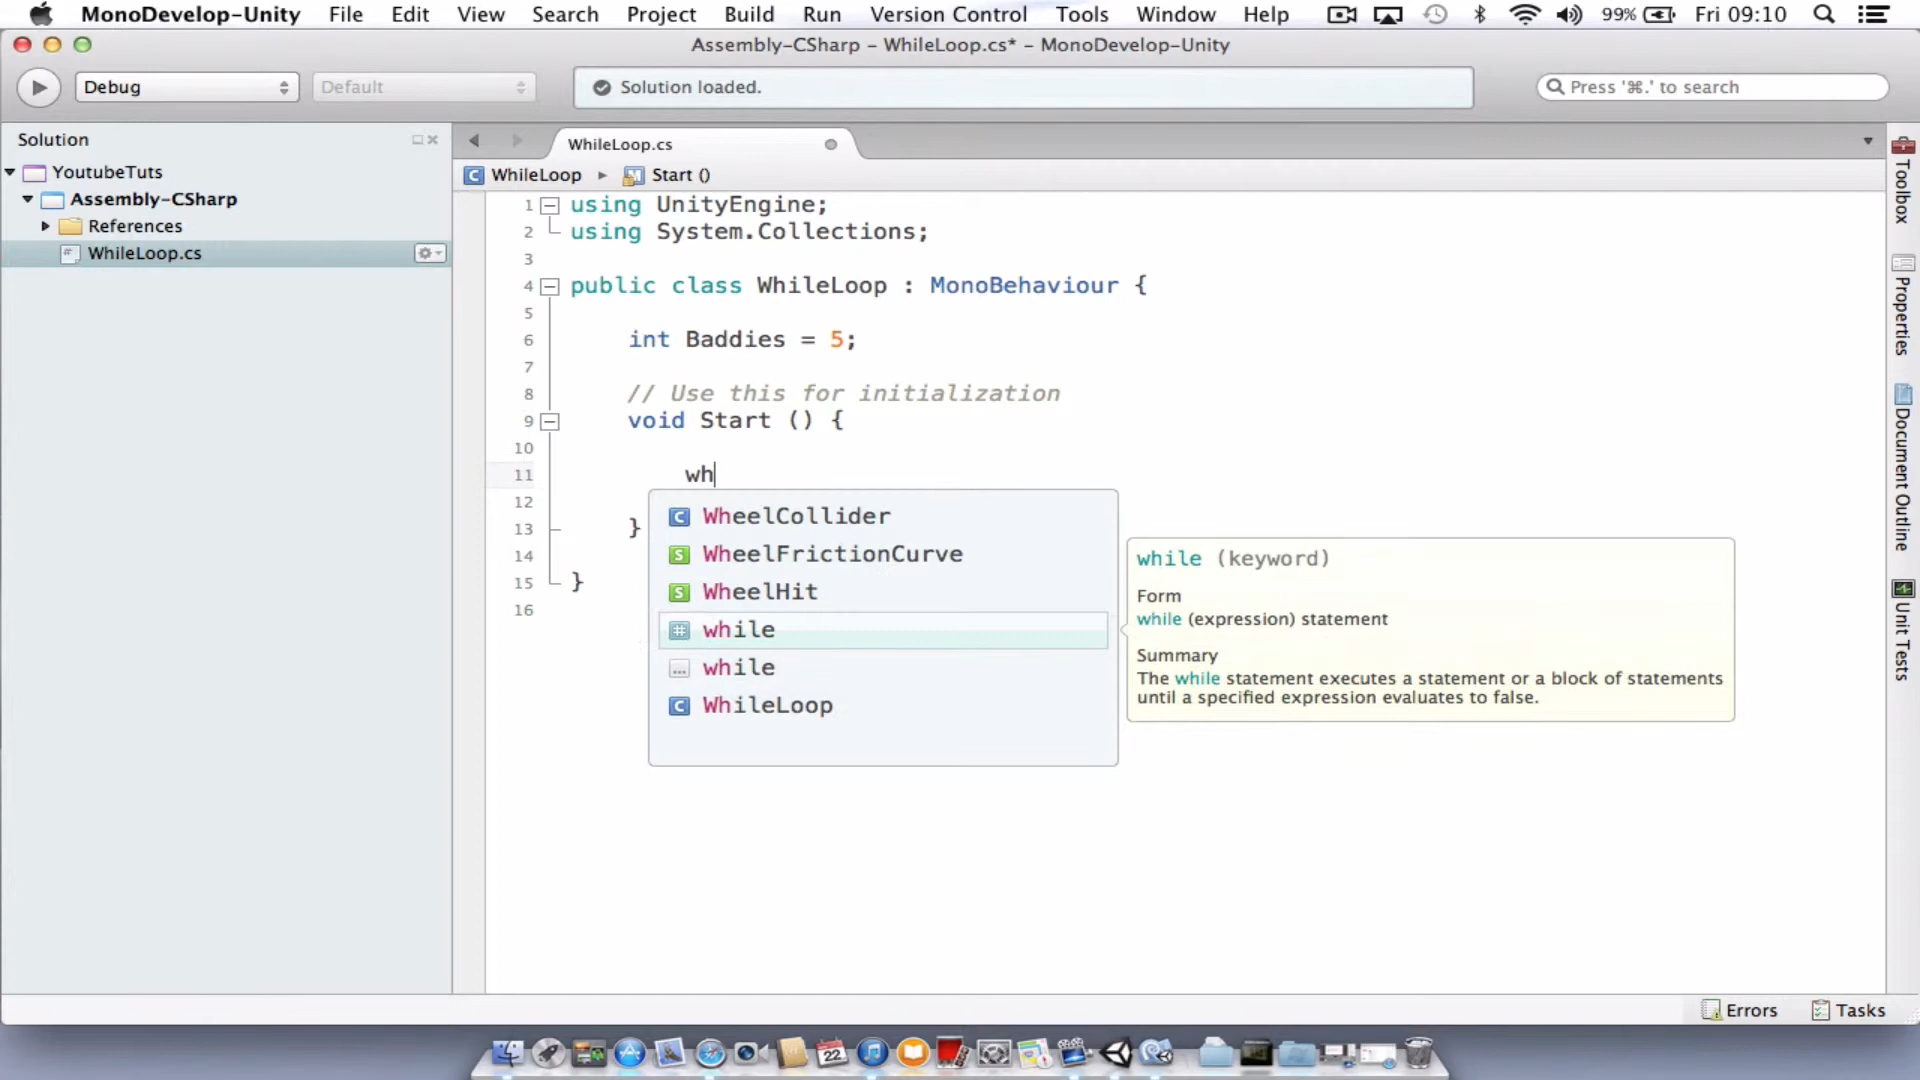 MonoDevelop-Unity File Edit View Search Project Build Run Version Control Tools Window Help 99% Fri 09:10
Assembly-CSharp – WhileLoop.cs* – MonoDevelop-Unity
Debug Default Solution loaded. Press '⌘.' to search
Solution
YoutubeTuts
Assembly-CSharp
References
WhileLoop.cs
WhileLoop.cs
WhileLoop ▸ Start ()
1 using UnityEngine;
2 using System.Collections;
3
4 public class WhileLoop : MonoBehaviour {
5
6 int Baddies = 5;
7
8 // Use this for initialization
9 void Start () {
10
11 wh
12
13 }
14
15 }
16
WheelCollider
WheelFrictionCurve
WheelHit
while
while
WhileLoop
while (keyword)
Form
while (expression) statement
Summary
The while statement executes a statement or a block of statements
until a specified expression evaluates to false.
Toolbox
Properties
Document Outline
Unit Tests
Errors Tasks
22